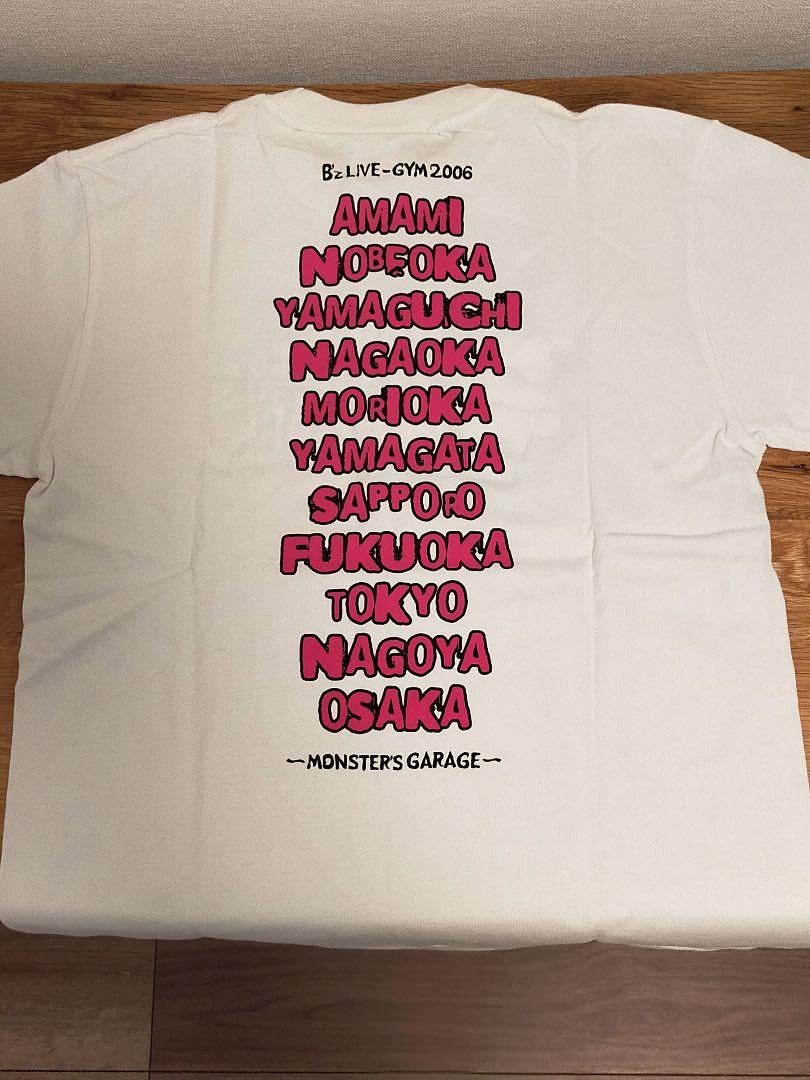 B'z LIVE-GYM 2006
AMAMI
NOBEOKA
YAMAGUCHI
NAGAOKA
MORIOKA
YAMAGATA
SAPPORO
FUKUOKA
TOKYO
NAGOYA
OSAKA
~MONSTER'S GARAGE~